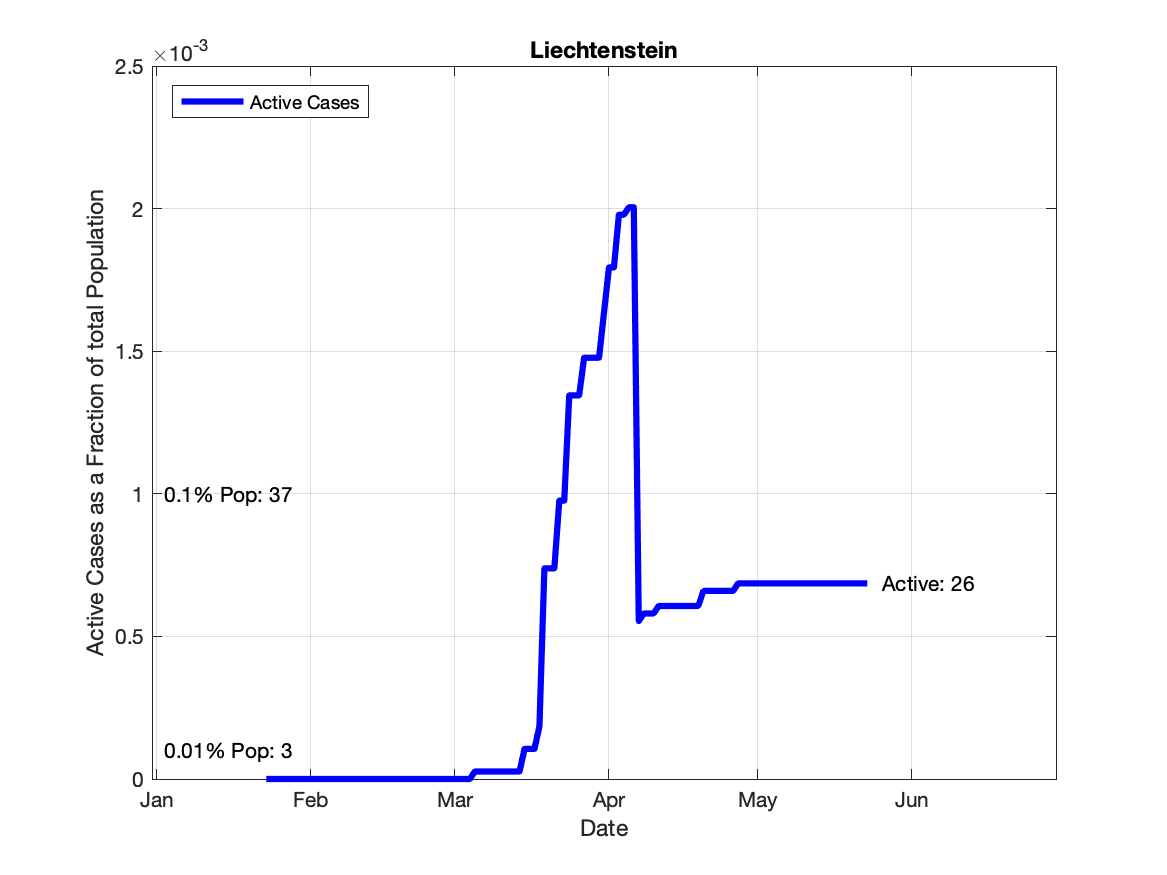 Liechtenstein
×10⁻³
2.5
Active Cases
2
1.5
1
0.1% Pop: 37
0.5
Active: 26
0.01% Pop: 3
0
Active Cases as a Fraction of total Population
Jan Feb Mar Apr May Jun
Date